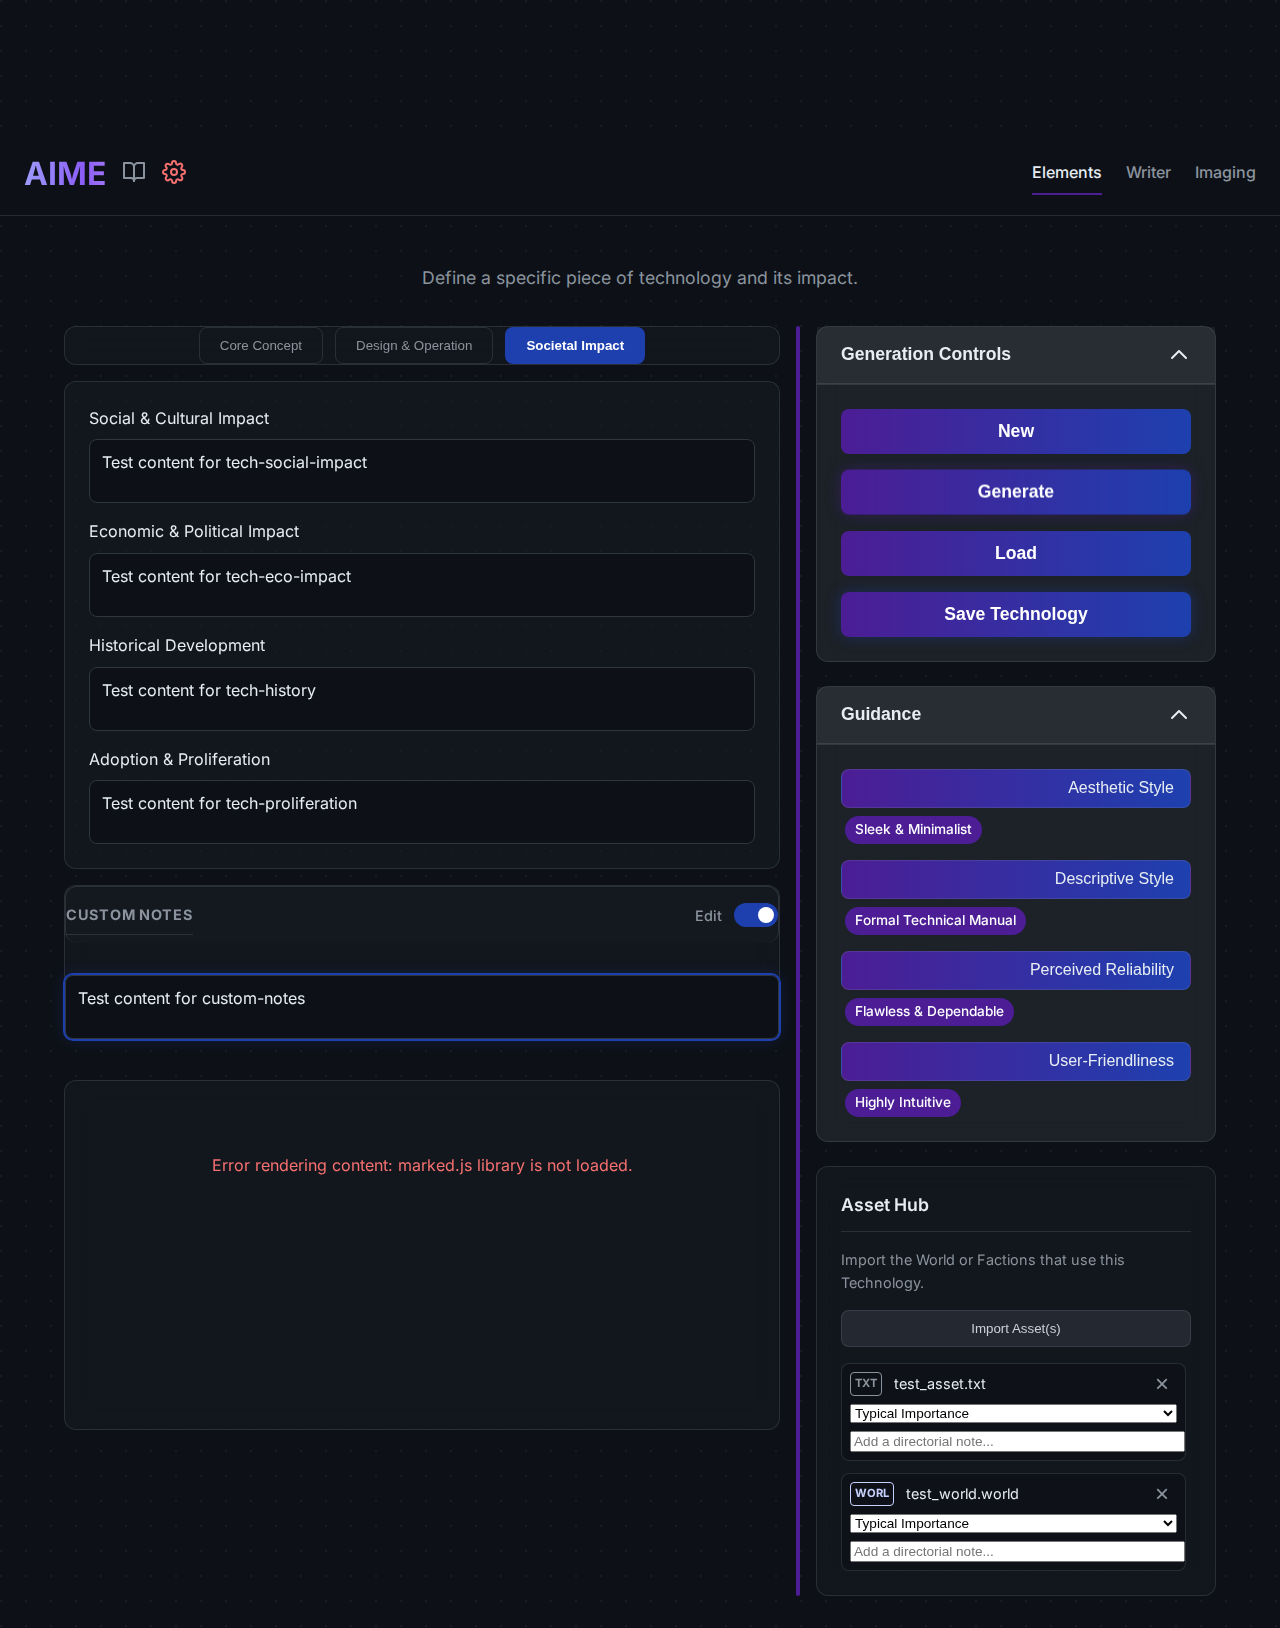 AIME
Elements Writer Imaging
Define a specific piece of technology and its impact.
Core Concept Design & Operation Societal Impact
Social & Cultural Impact
Test content for tech-social-impact
Economic & Political Impact
Test content for tech-eco-impact
Historical Development
Test content for tech-history
Adoption & Proliferation
Test content for tech-proliferation
CUSTOM NOTES Edit
Test content for custom-notes
Error rendering content: marked.js library is not loaded.
Generation Controls
New
Generate
Load
Save Technology
Guidance
Aesthetic Style
Sleek & Minimalist
Descriptive Style
Formal Technical Manual
Perceived Reliability
Flawless & Dependable
User-Friendliness
Highly Intuitive
Asset Hub
Import the World or Factions that use this
Technology.
Import Asset(s)
TXT test_asset.txt
Typical Importance
Add a directorial note...
WORL test_world.world
Typical Importance
Add a directorial note...